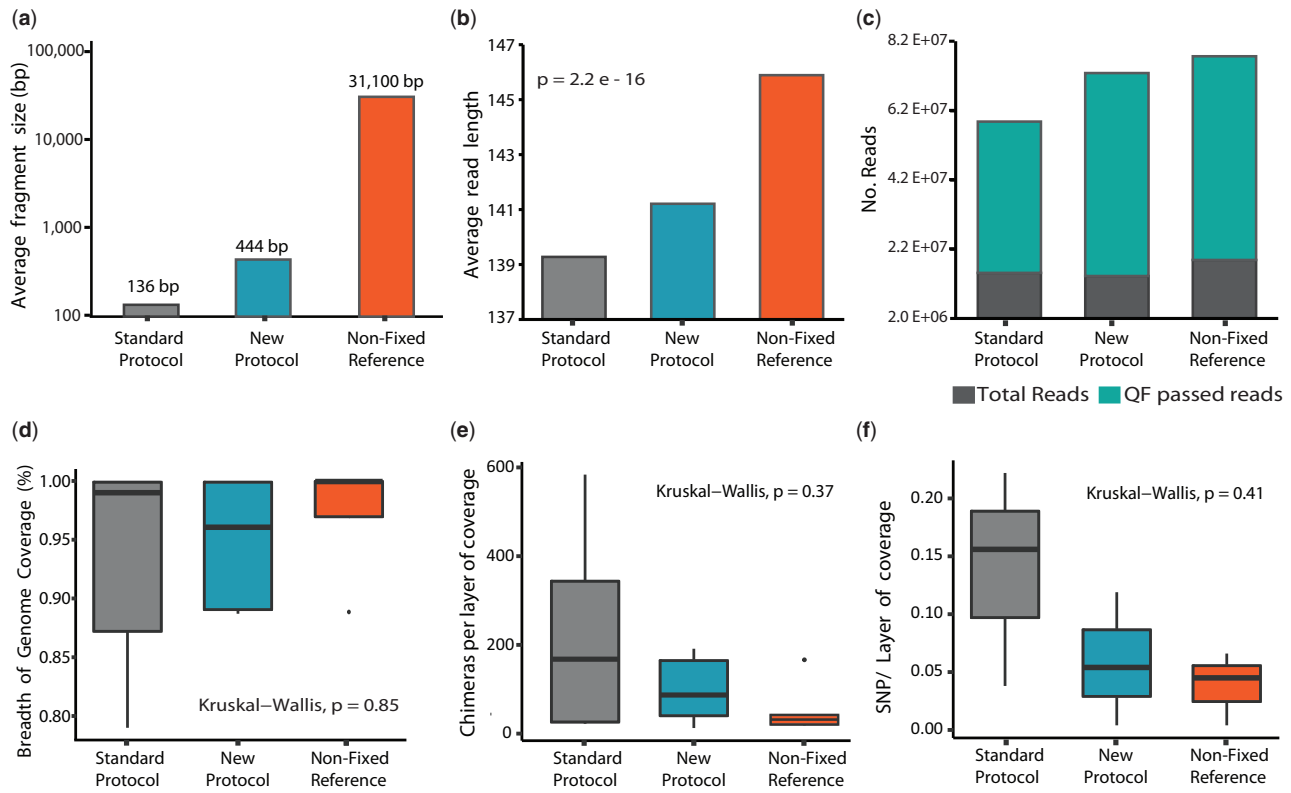 (a)
Average fragment size (bp)
100,000
10,000
1,000
100
136 bp
444 bp
31,100 bp
Standard
Protocol
New
Protocol
Non-Fixed
Reference
(b)
Average read length
147
145
143
141
139
137
p = 2.2 e - 16
Standard
Protocol
New
Protocol
Non-Fixed
Reference
(c)
No. Reads
8.2 E+07
6.2 E+07
4.2 E+07
2.2 E+07
2.0 E+06
Standard
Protocol
New
Protocol
Non-Fixed
Reference
Total Reads
QF passed reads
(d)
Breadth of Genome Coverage (%)
1.00
0.95
0.90
0.85
0.80
Kruskal–Wallis, p = 0.85
Standard
Protocol
New
Protocol
Non-Fixed
Reference
(e)
Chimeras per layer of coverage
600
400
200
0
Kruskal–Wallis, p = 0.37
Standard
Protocol
New
Protocol
Non-Fixed
Reference
(f)
SNP/ Layer of coverage
0.20
0.15
0.10
0.05
0.00
Kruskal–Wallis, p = 0.41
Standard
Protocol
New
Protocol
Non-Fixed
Reference